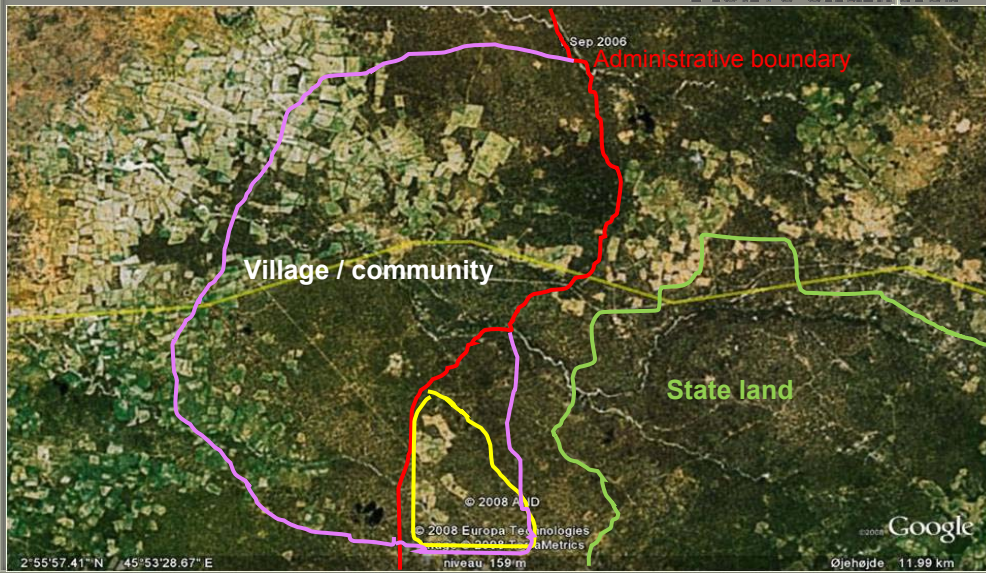 Sep 2006
Administrative boundary
Village / community
State land
© 2008 AND
© 2008 Europa Technologies
© 2008 TerraMetrics
©2008 Google
2°55'57.41" N 45°53'28.67" E
niveau 159 m
Øjehøjde 11.99 km